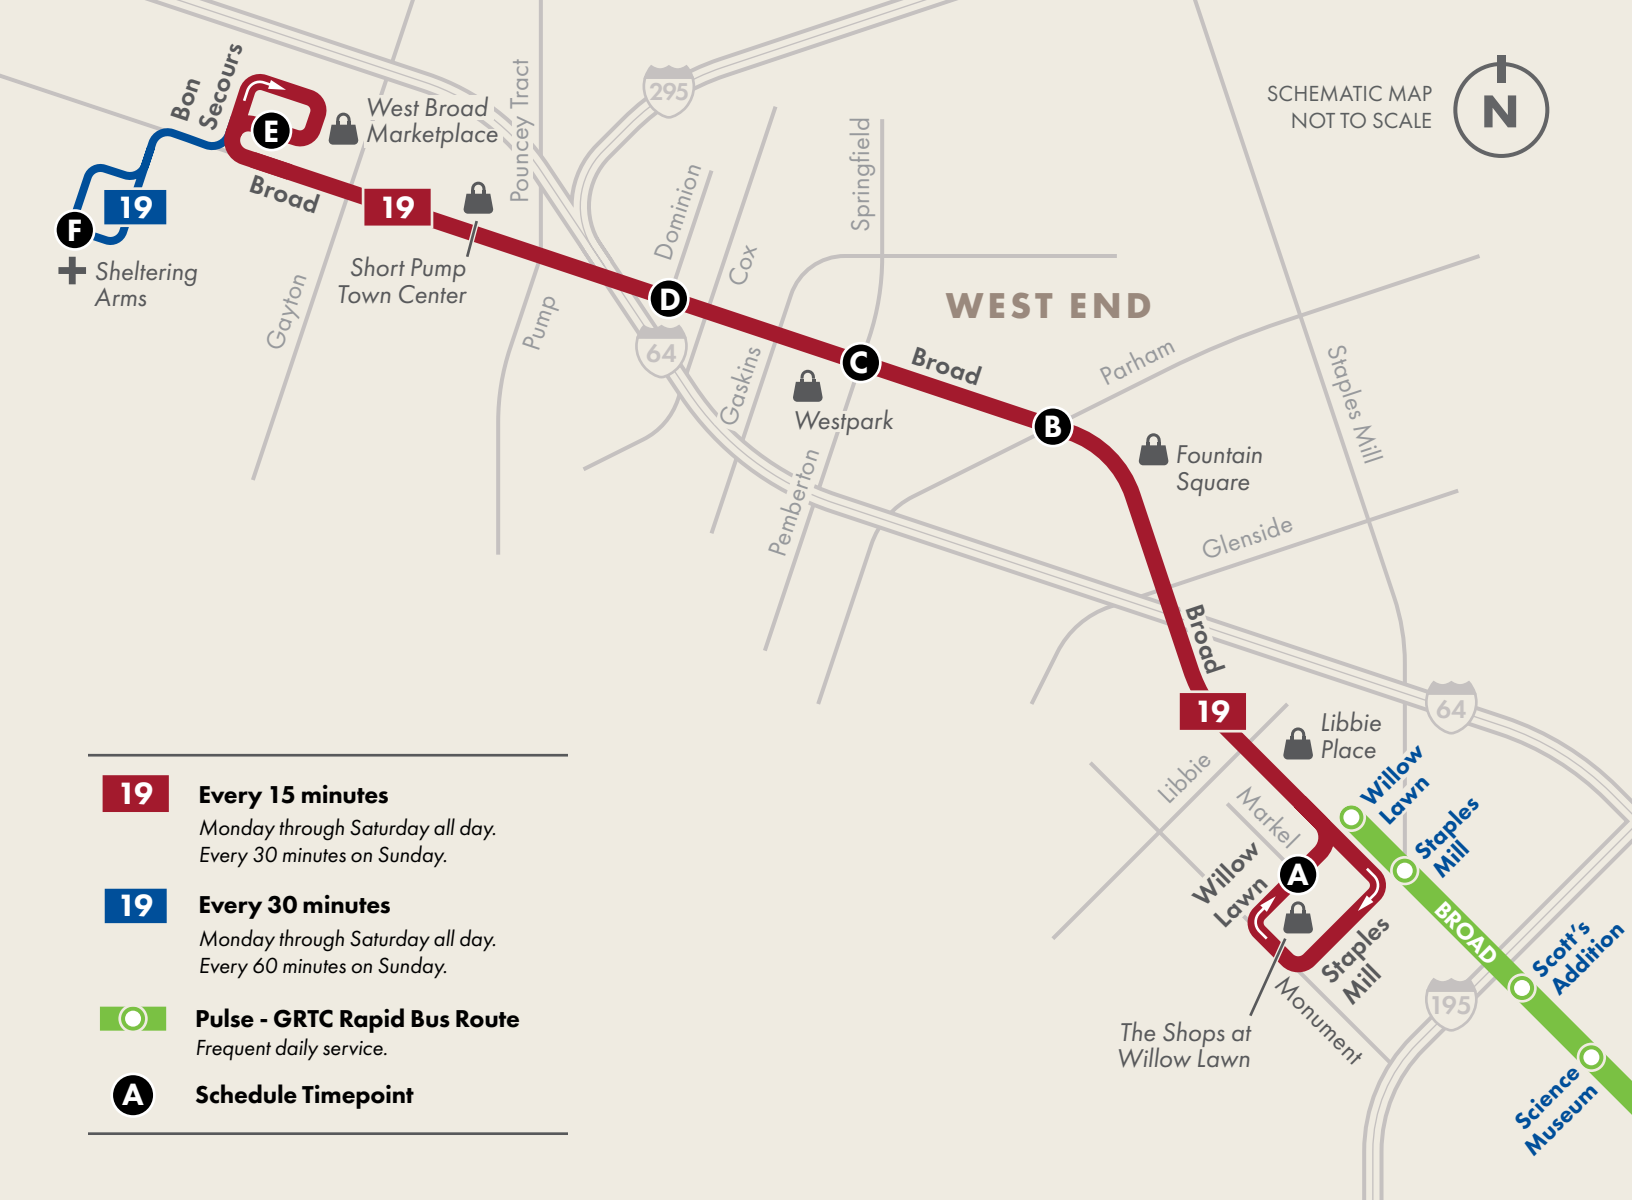 SCHEMATIC MAP
NOT TO SCALE
N
Bon
Secours
E
West Broad
Marketplace
Pouncey Tract
295
19
F
Sheltering
Arms
Broad
19
Short Pump
Town Center
Gayton
Pump
Dominion
Cox
Springfield
D
64
Gaskins
C
Westpark
Pemberton
WEST END
Broad
B
Parham
Staples Mill
Fountain
Square
Glenside
Broad
19
Libbie
Place
64
Libbie
Markel
Willow
Lawn
Staples
Mill
A
Willow
Lawn
Staples
Mill
Monument
The Shops at
Willow Lawn
BROAD
195
Scott's
Addition
Science
Museum
19
Every 15 minutes
Monday through Saturday all day.
Every 30 minutes on Sunday.
19
Every 30 minutes
Monday through Saturday all day.
Every 60 minutes on Sunday.
Pulse - GRTC Rapid Bus Route
Frequent daily service.
A
Schedule Timepoint